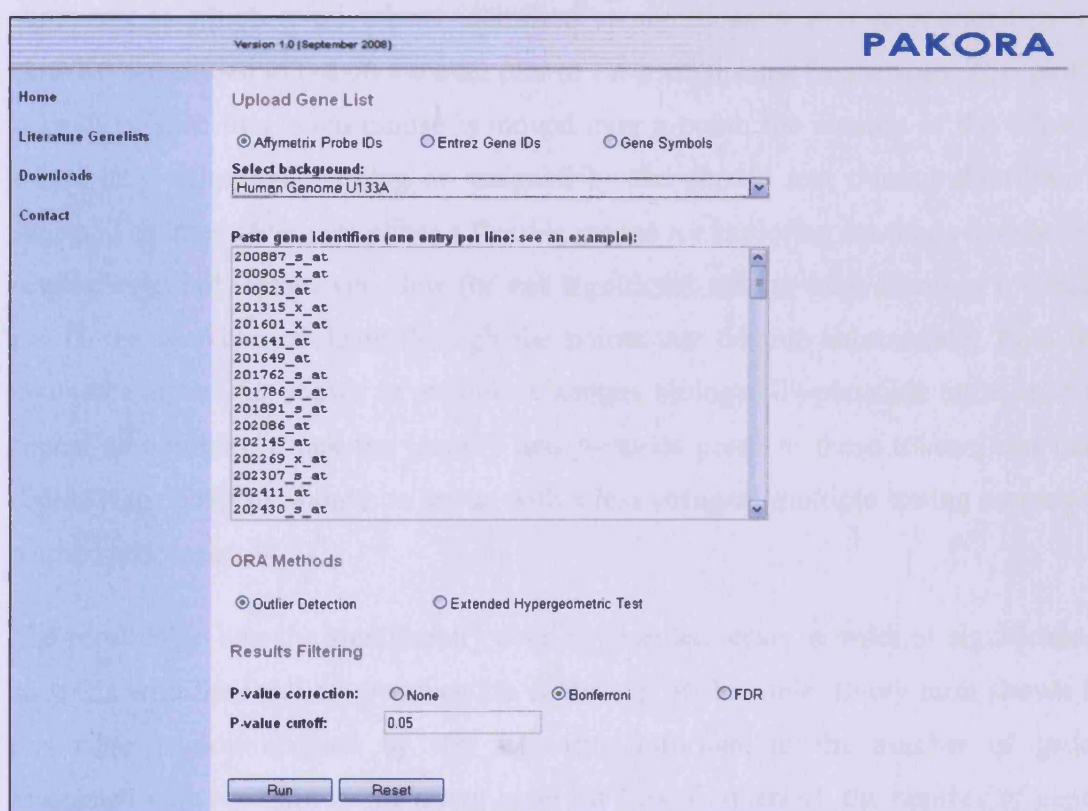 Version 1.0 (September 2008)
PAKORA
Home
Literature Genelists
Downloads
Contact
Upload Gene List
Affymetrix Probe IDs Entrez Gene IDs Gene Symbols
Select background:
Human Genome U133A
Paste gene identifiers (one entry per line: see an example):
200887_s_at
200905_x_at
200923_at
201315_x_at
201601_x_at
201641_at
201649_at
201762_s_at
201786_s_at
201891_s_at
202086_at
202145_at
202269_x_at
202307_s_at
202411_at
202430_s_at
ORA Methods
Outlier Detection Extended Hypergeometric Test
Results Filtering
P-value correction: None Bonferroni FDR
P-value cutoff: 0.05
Run Reset